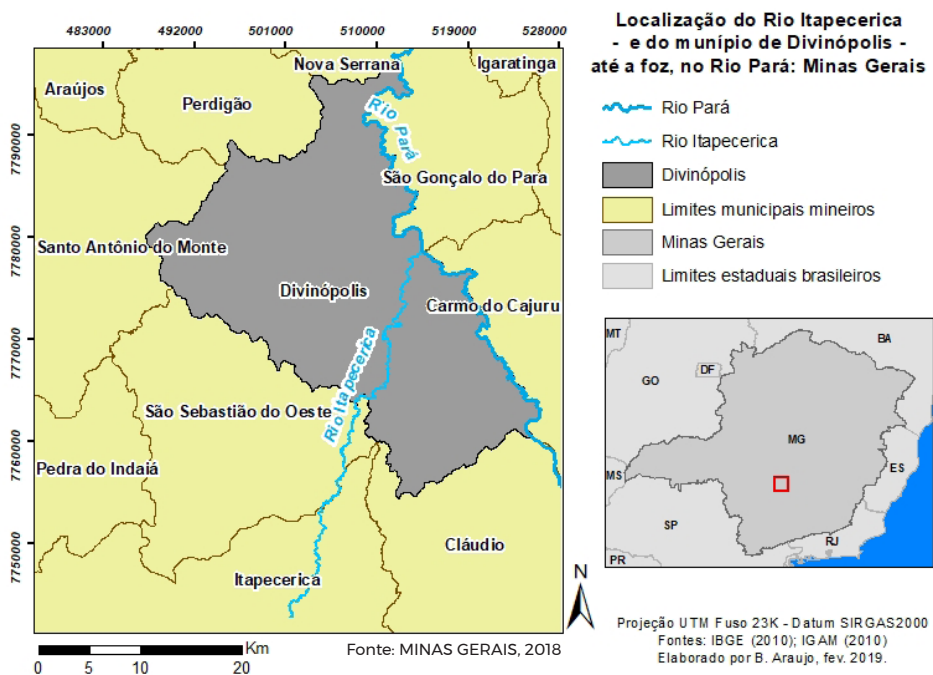 483000 492000 501000 510000 519000 528000
7790000
7780000
7770000
7760000
7750000
Nova Serrana
Igaratinga
Araújos
Perdigão
Rio Pará
São Gonçalo do Para
Santo Antônio do Monte
Divinópolis
Carmo do Cajuru
Rio Itapecerica
São Sebastião do Oeste
Pedra do Indaiá
Cláudio
Itapecerica
0 5 10 20 Km
Fonte: MINAS GERAIS, 2018
Localização do Rio Itapecerica
- e do munípio de Divinópolis -
até a foz, no Rio Pará: Minas Gerais
Rio Pará
Rio Itapecerica
Divinópolis
Limites municipais mineiros
Minas Gerais
Limites estaduais brasileiros
MT
BA
DF
GO
MG
MS
ES
SP
RJ
PR
N
Projeção UTM Fuso 23K - Datum SIRGAS2000
Fontes: IBGE (2010); IGAM (2010)
Elaborado por B. Araujo, fev. 2019.